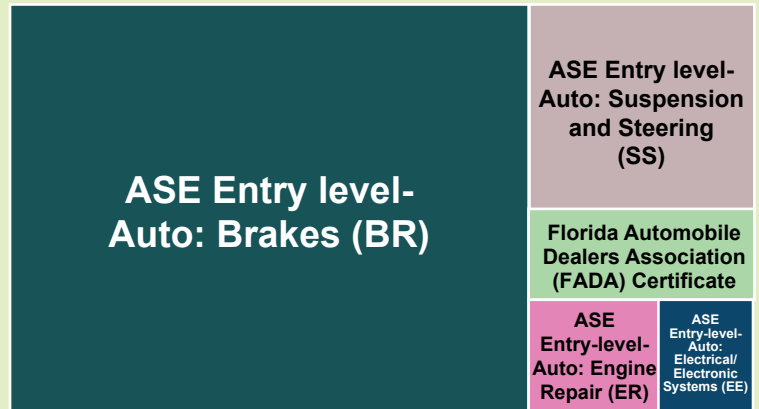 ASE Entry level-
Auto: Brakes (BR)
ASE Entry level-
Auto: Suspension
and Steering
(SS)
Florida Automobile
Dealers Association
(FADA) Certificate
ASE
Entry-level-
Auto: Engine
Repair (ER)
ASE
Entry-level-
Auto:
Electrical/
Electronic
Systems (EE)